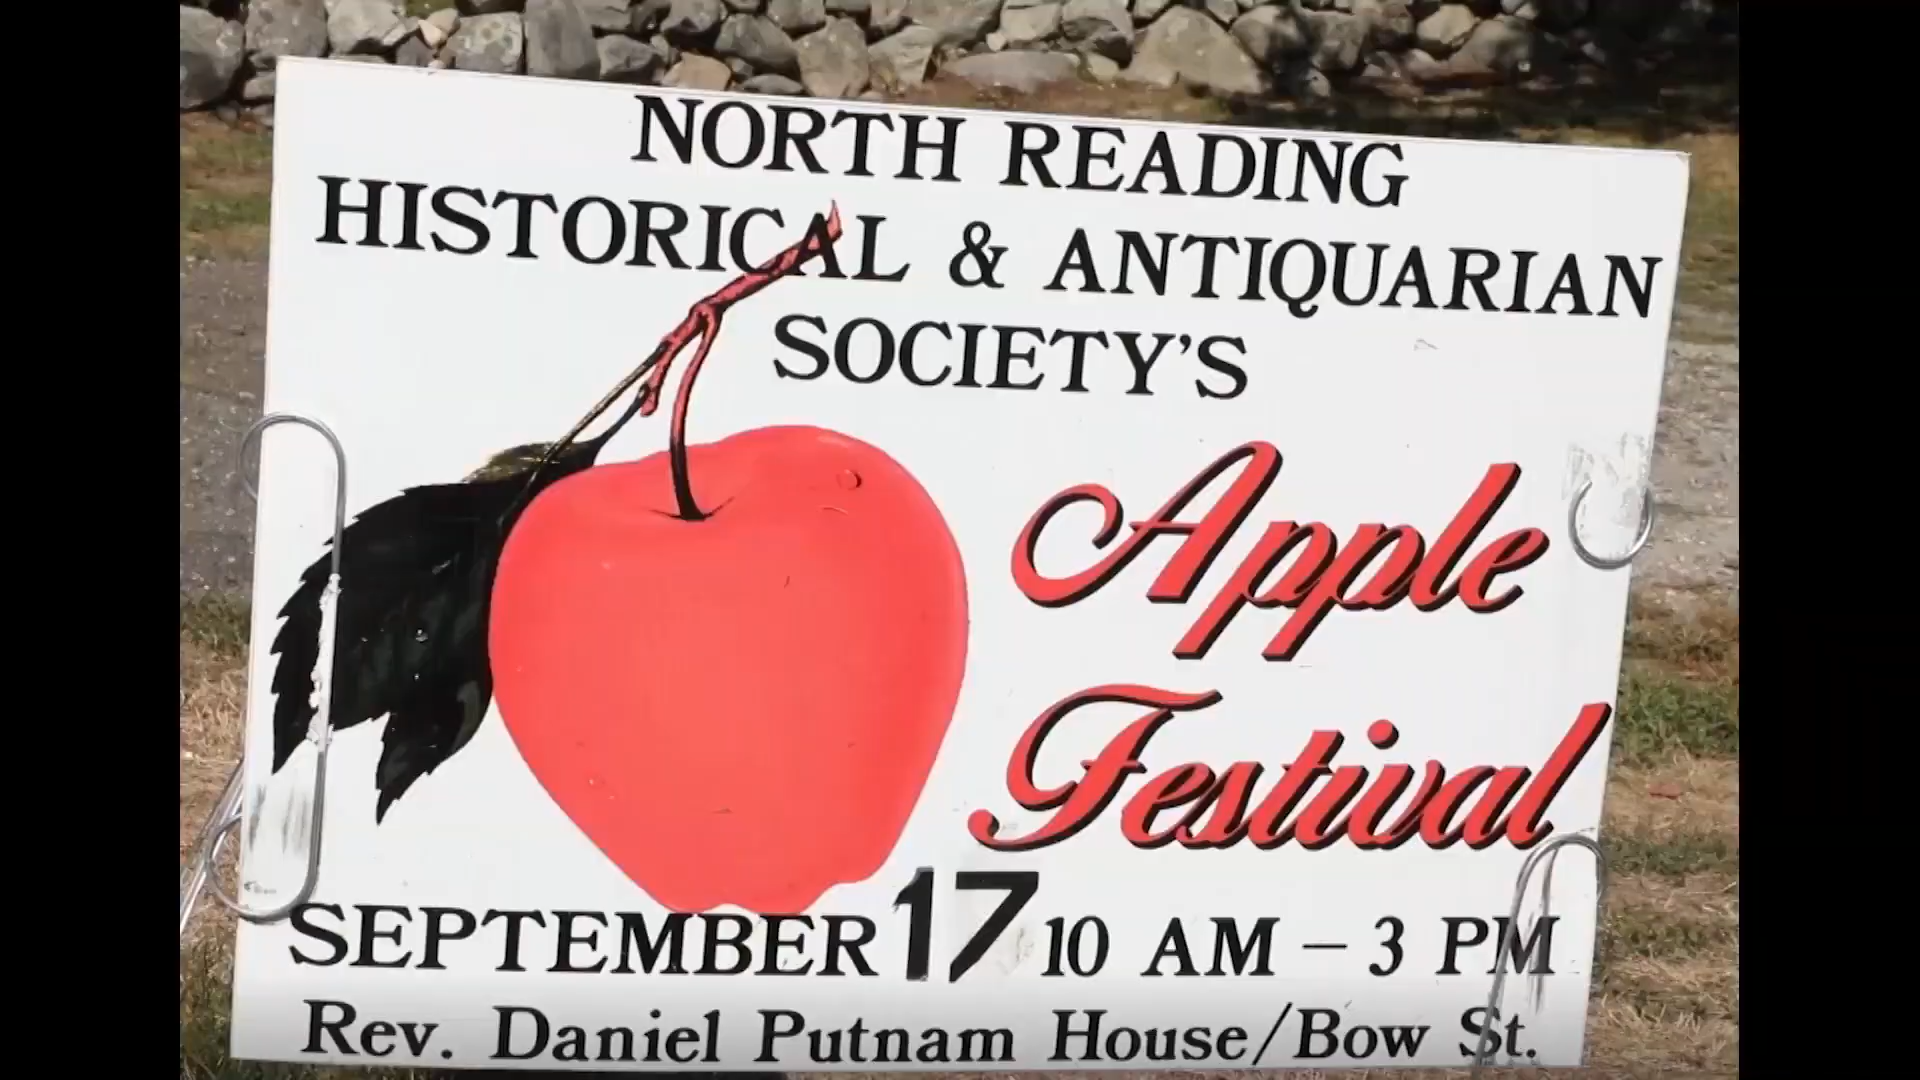 NORTH READING
HISTORICAL & ANTIQUARIAN
SOCIETY'S
Apple
Festival
SEPTEMBER 17 10 AM – 3 PM
Rev. Daniel Putnam House/Bow St.